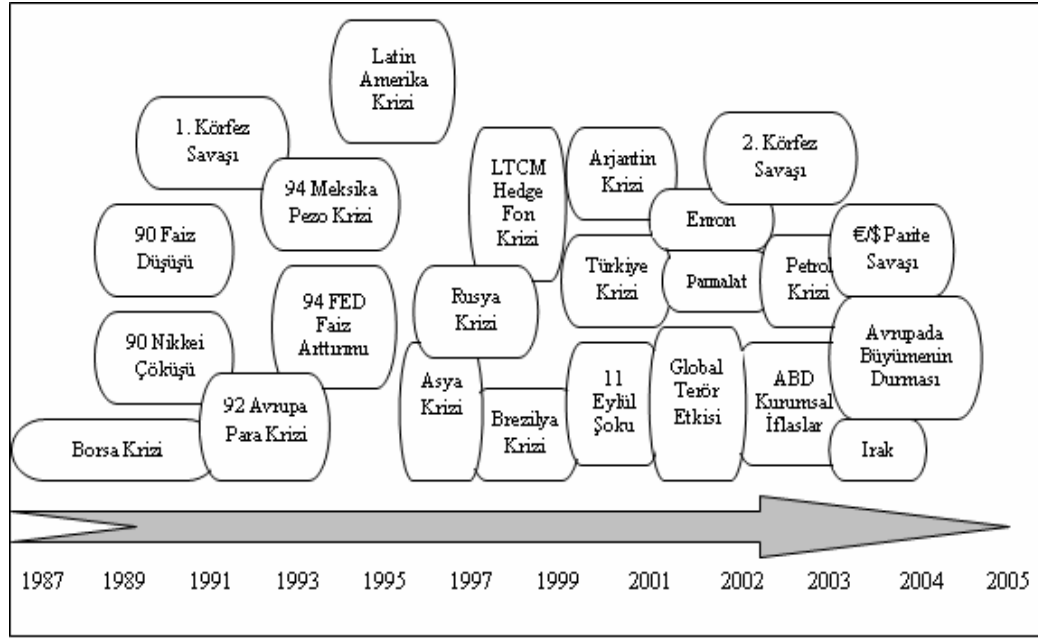 Latin
Amerika
Krizi
1. Körfez
Savaşı
94 Meksika
Pezo Krizi
LTCM
Hedge
Fon
Krizi
Arjantin
Krizi
2. Körfez
Savaşı
Enron
90 Faiz
Düşüşü
Türkiye
Krizi
Parmalat
Petrol
Krizi
€/$ Parite
Savaşı
94 FED
Faiz
Arttırımı
Rusya
Krizi
90 Nikkei
Çöküşü
Asya
Krizi
11
Eylül
Şoku
Global
Terör
Etkisi
ABD
Kurumsal
İflaslar
Avrupada
Büyümenin
Durması
92 Avrupa
Para Krizi
Brezilya
Krizi
Borsa Krizi
Irak
1987 1989 1991 1993 1995 1997 1999 2001 2002 2003 2004 2005